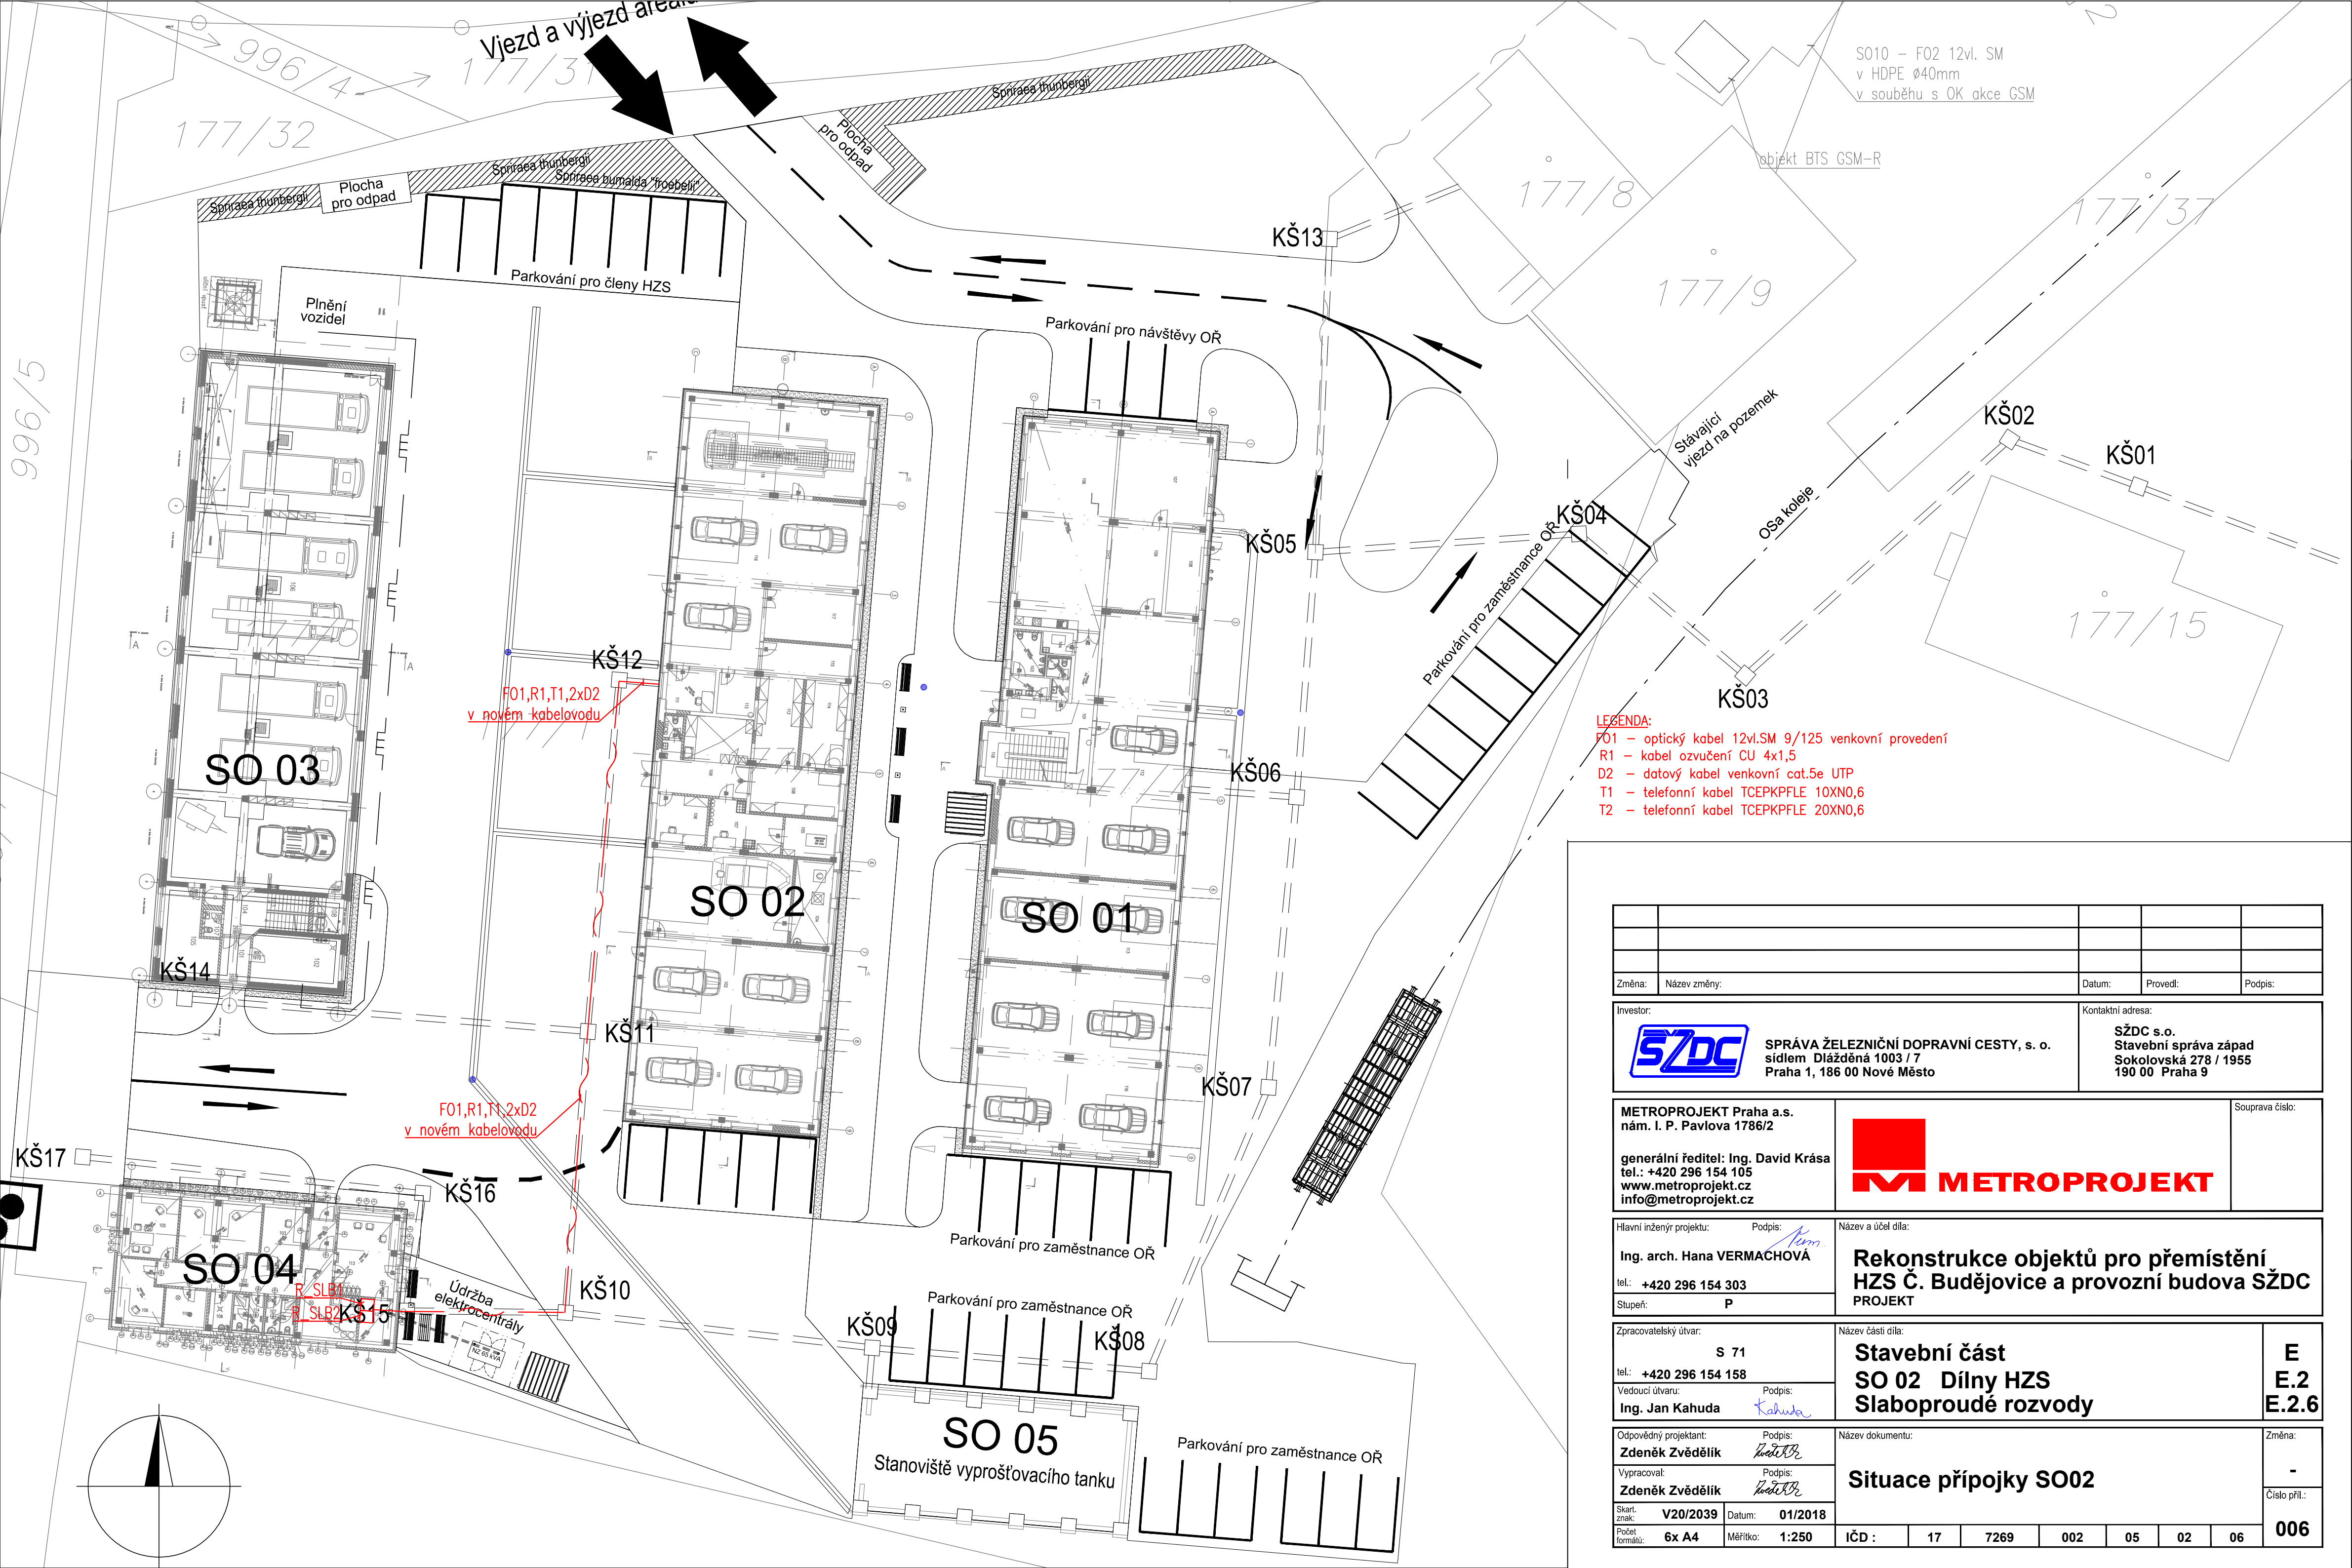 Vjezd a výjezd areálu
996/4
177/31
177/32
996/5
Spriraea thunbergii
Plocha
pro odpad
Spriraea thunbergii
Spriraea bumalda "froebelii"
Spriraea thunbergii
Plocha
pro odpad
Parkování pro členy HZS
Plnění
vozidel
SO10 – FO2 12vl. SM
v HDPE ø40mm
v souběhu s OK akce GSM
objekt BTS GSM-R
177/8
177/9
177/37
177/15
KŠ13
Parkování pro návštěvy OŘ
Stávající
vjezd na pozemek
KŠ02
KŠ01
OSa koleje
KŠ04
KŠ05
Parkování pro zaměstnance OŘ
KŠ03
KŠ12
FO1,R1,T1,2xD2
v novém kabelovodu
LEGENDA:
FO1 – optický kabel 12vl.SM 9/125 venkovní provedení
R1 – kabel ozvučení CU 4x1,5
D2 – datový kabel venkovní cat.5e UTP
T1 – telefonní kabel TCEPKPFLE 10XN0,6
T2 – telefonní kabel TCEPKPFLE 20XN0,6
SO 03
KŠ06
SO 02
SO 01
KŠ14
KŠ11
KŠ07
FO1,R1,T1,2xD2
v novém kabelovodu
KŠ17
KŠ16
SO 04
R_SLB1
R_SLB2
KŠ15
Údržba
elektrocentrály
NZ 65 kVA
KŠ10
KŠ09
KŠ08
Parkování pro zaměstnance OŘ
Parkování pro zaměstnance OŘ
SO 05
Stanoviště vyprošťovacího tanku
Parkování pro zaměstnance OŘ
Změna: Název změny: Datum: Provedl: Podpis:
Investor:
SŽDC
SPRÁVA ŽELEZNIČNÍ DOPRAVNÍ CESTY, s. o.
sídlem Dlážděná 1003 / 7
Praha 1, 186 00 Nové Město
Kontaktní adresa:
SŽDC s.o.
Stavební správa západ
Sokolovská 278 / 1955
190 00 Praha 9
METROPROJEKT Praha a.s.
nám. I. P. Pavlova 1786/2
generální ředitel: Ing. David Krása
tel.: +420 296 154 105
www.metroprojekt.cz
info@metroprojekt.cz
METROPROJEKT
Souprava číslo:
Hlavní inženýr projektu: Podpis:
Ing. arch. Hana VERMACHOVÁ
tel.: +420 296 154 303
Stupeň: P
Název a účel díla:
Rekonstrukce objektů pro přemístění
HZS Č. Budějovice a provozní budova SŽDC
PROJEKT
Zpracovatelský útvar:
S 71
tel.: +420 296 154 158
Vedoucí útvaru: Podpis:
Ing. Jan Kahuda Kahuda
Název části díla:
Stavební část
SO 02 Dílny HZS
Slaboproudé rozvody
E
E.2
E.2.6
Odpovědný projektant: Podpis:
Zdeněk Zvědělík
Vypracoval: Podpis:
Zdeněk Zvědělík
Název dokumentu:
Situace přípojky SO02
Změna:
-
Číslo příl.:
006
Skart. znak: V20/2039 Datum: 01/2018
Počet formátů: 6x A4 Měřítko: 1:250
IČD : 17 7269 002 05 02 06